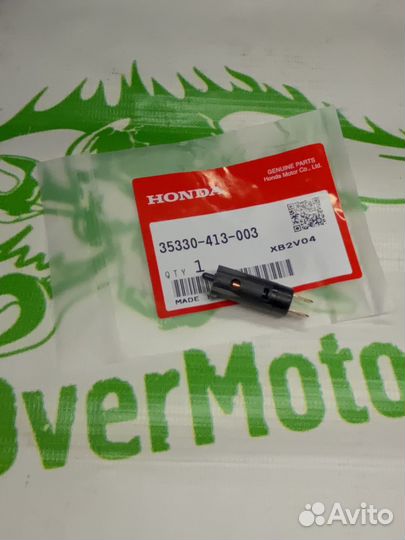 GENUINE PARTS
Honda Motor Co., Ltd.
HONDA
35330-413-003
XB2V04
QTY 1
MADE
OverMoto
Avito